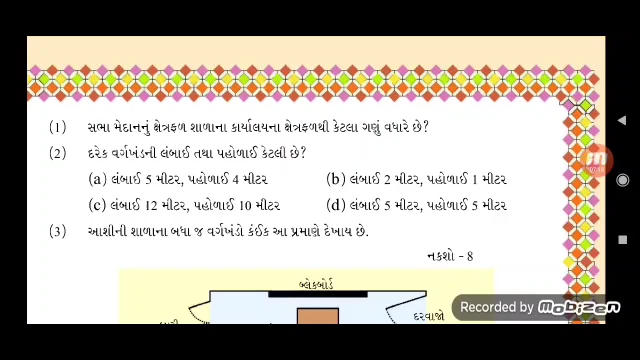 (1) સભા મેદાનનું ક્ષેત્રફળ શાળાના કાર્યાલયના ક્ષેત્રફળથી કેટલા ગણું વધારે છે?
(2) દરેક વર્ગખંડની લંબાઈ તથા પહોળાઈ કેટલી છે?
(a) લંબાઈ 5 મીટર, પહોળાઈ 4 મીટર (b) લંબાઈ 2 મીટર, પહોળાઈ 1 મીટર
(c) લંબાઈ 12 મીટર, પહોળાઈ 10 મીટર (d) લંબાઈ 5 મીટર, પહોળાઈ 5 મીટર
(3) આશીની શાળાના બધા જ વર્ગખંડો કંઈક આ પ્રમાણે દેખાય છે.
નકશો - 8
બ્લેકબોર્ડ
દરવાજો
Recorded by Mobizen